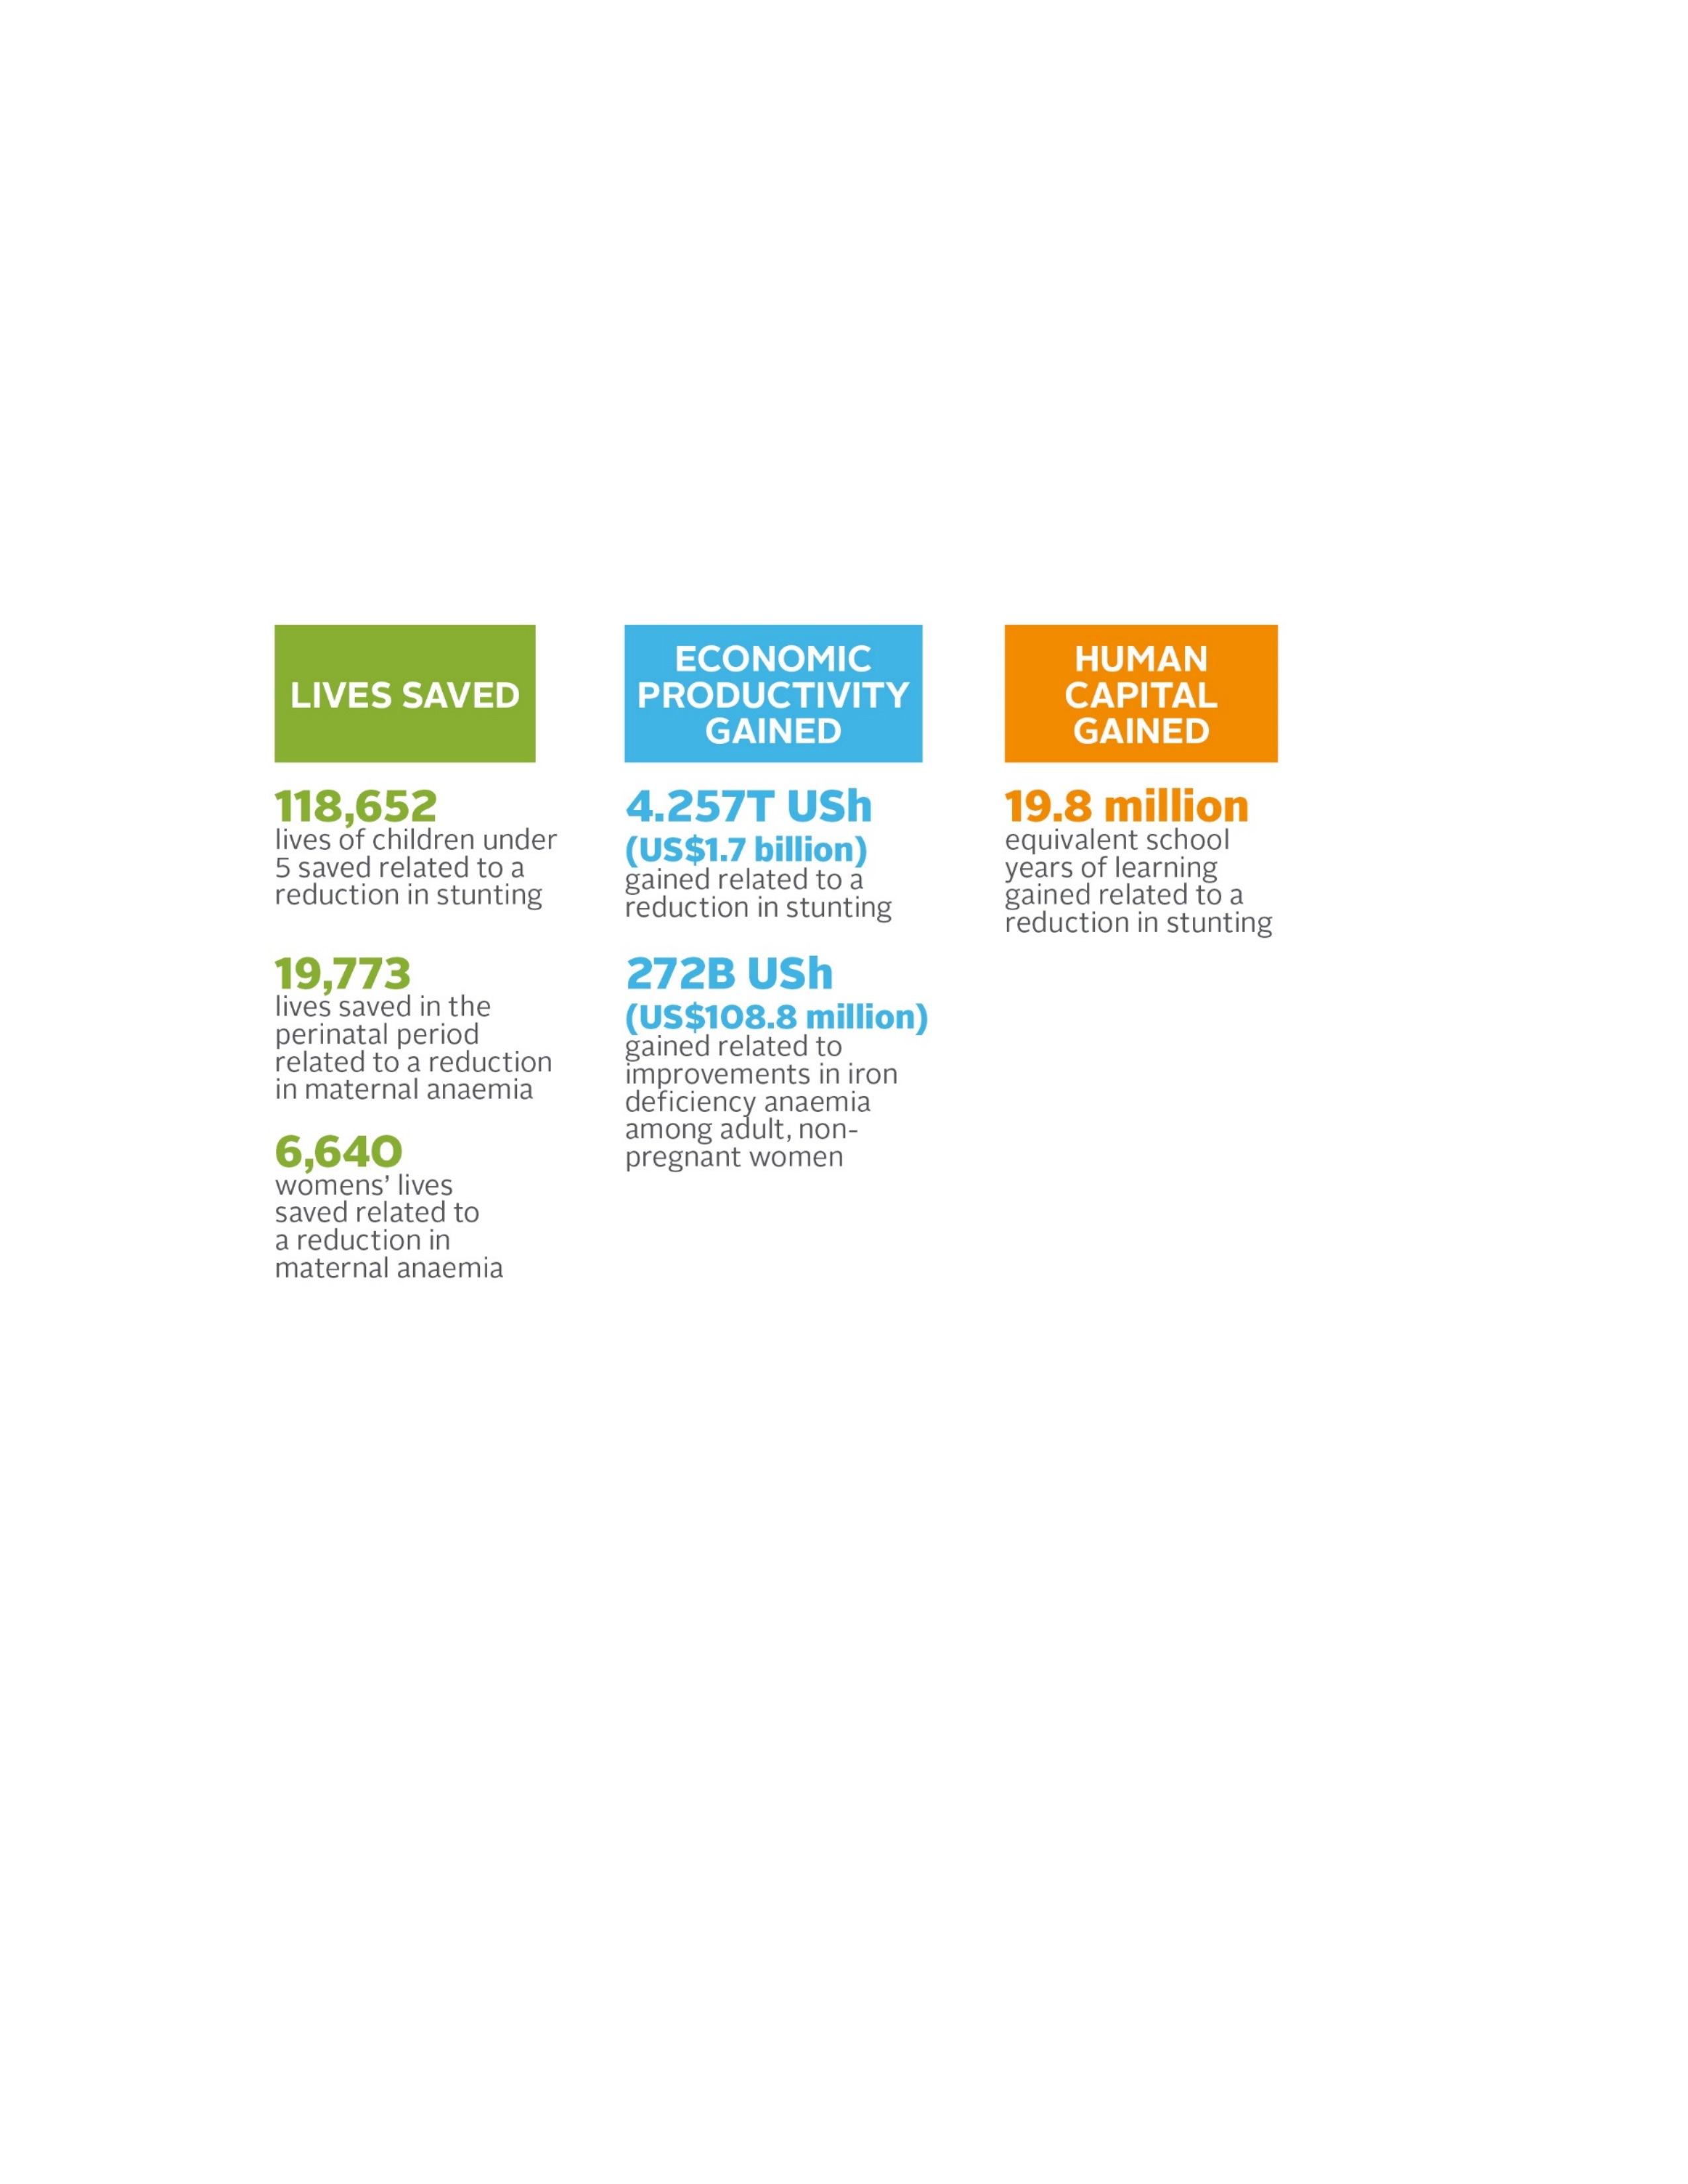 LIVES SAVED
118,652
lives of children under
5 saved related to a
reduction in stunting
19,773
lives saved in the
perinatal period
related to a reduction
in maternal anaemia
6,640
womens’ lives
saved related to
a reduction in
maternal anaemia
ECONOMIC
PRODUCTIVITY
GAINED
4.257T USh
(US$1.7 billion)
gained related to a
reduction in stunting
272B USh
(US$108.8 million)
gained related to
improvements in iron
deficiency anaemia
among adult, non-
pregnant women
HUMAN
CAPITAL
GAINED
19.8 million
equivalent school
years of learning
gained related to a
reduction in stunting